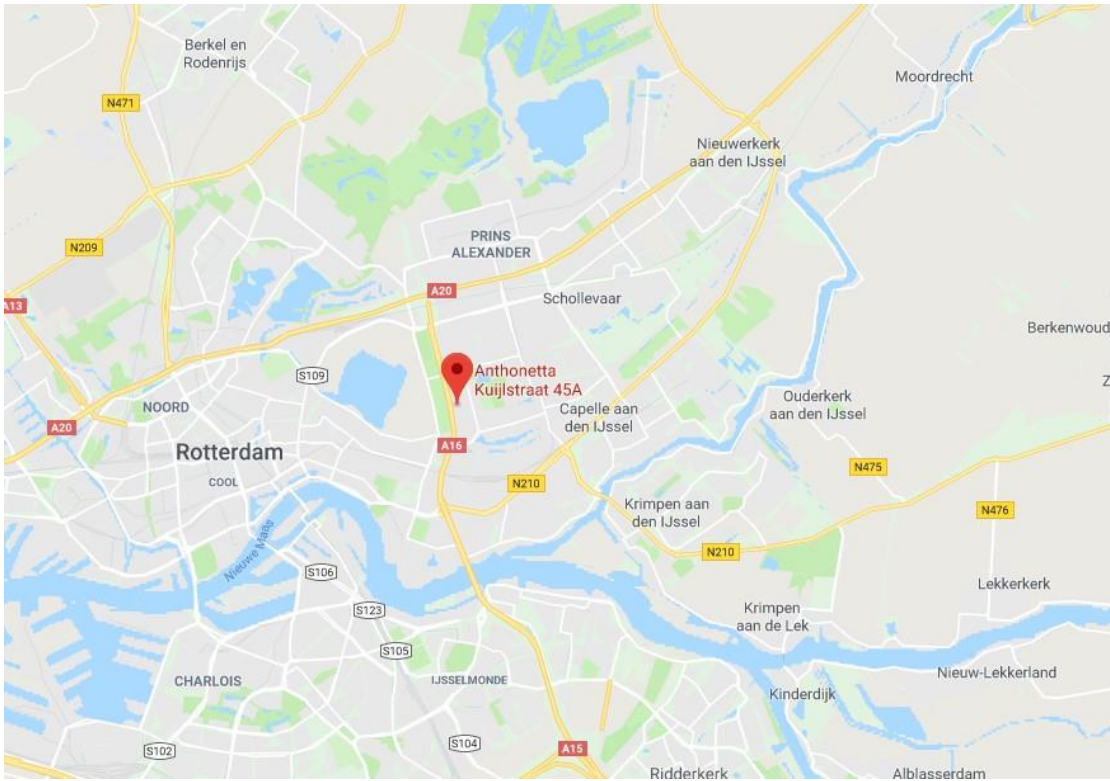 Berkel en
Rodenrijs
Moordrecht
N471
Nieuwerkerk
aan den IJssel
N209
PRINS
ALEXANDER
A20
Schollevaar
A13
Berkenwoud
S109
Anthonetta
Kuijlstraat 45A
Z
NOORD
Capelle aan
den IJssel
Ouderkerk
aan den IJssel
A20
A16
Rotterdam
N475
COOL
N210
Krimpen aan
den IJssel
N476
Nieuwe Maas
N210
S106
Lekkerkerk
S123
Krimpen
aan de Lek
S105
CHARLOIS
IJSSELMONDE
Nieuw-Lekkerland
Kinderdijk
S102
S104
A15
Ridderkerk
Alblasserdam